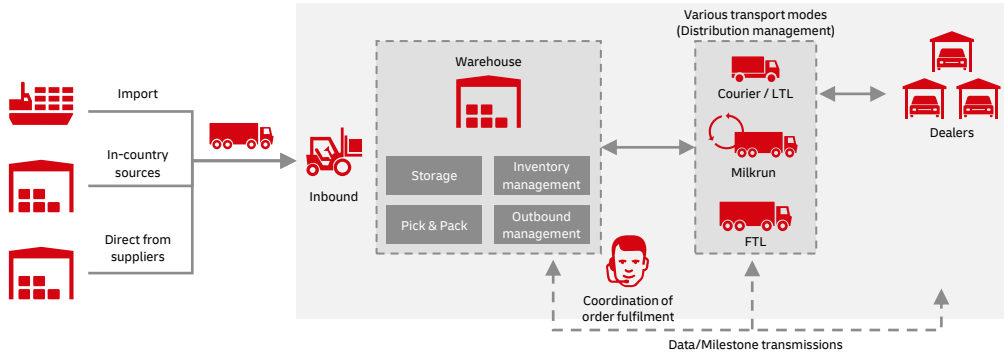 Import
In-country
sources
Direct from
suppliers
Inbound
Warehouse
Storage
Inventory
management
Pick & Pack
Outbound
management
Various transport modes
(Distribution management)
Courier / LTL
Milkrun
FTL
Dealers
Coordination of
order fulfilment
Data/Milestone transmissions